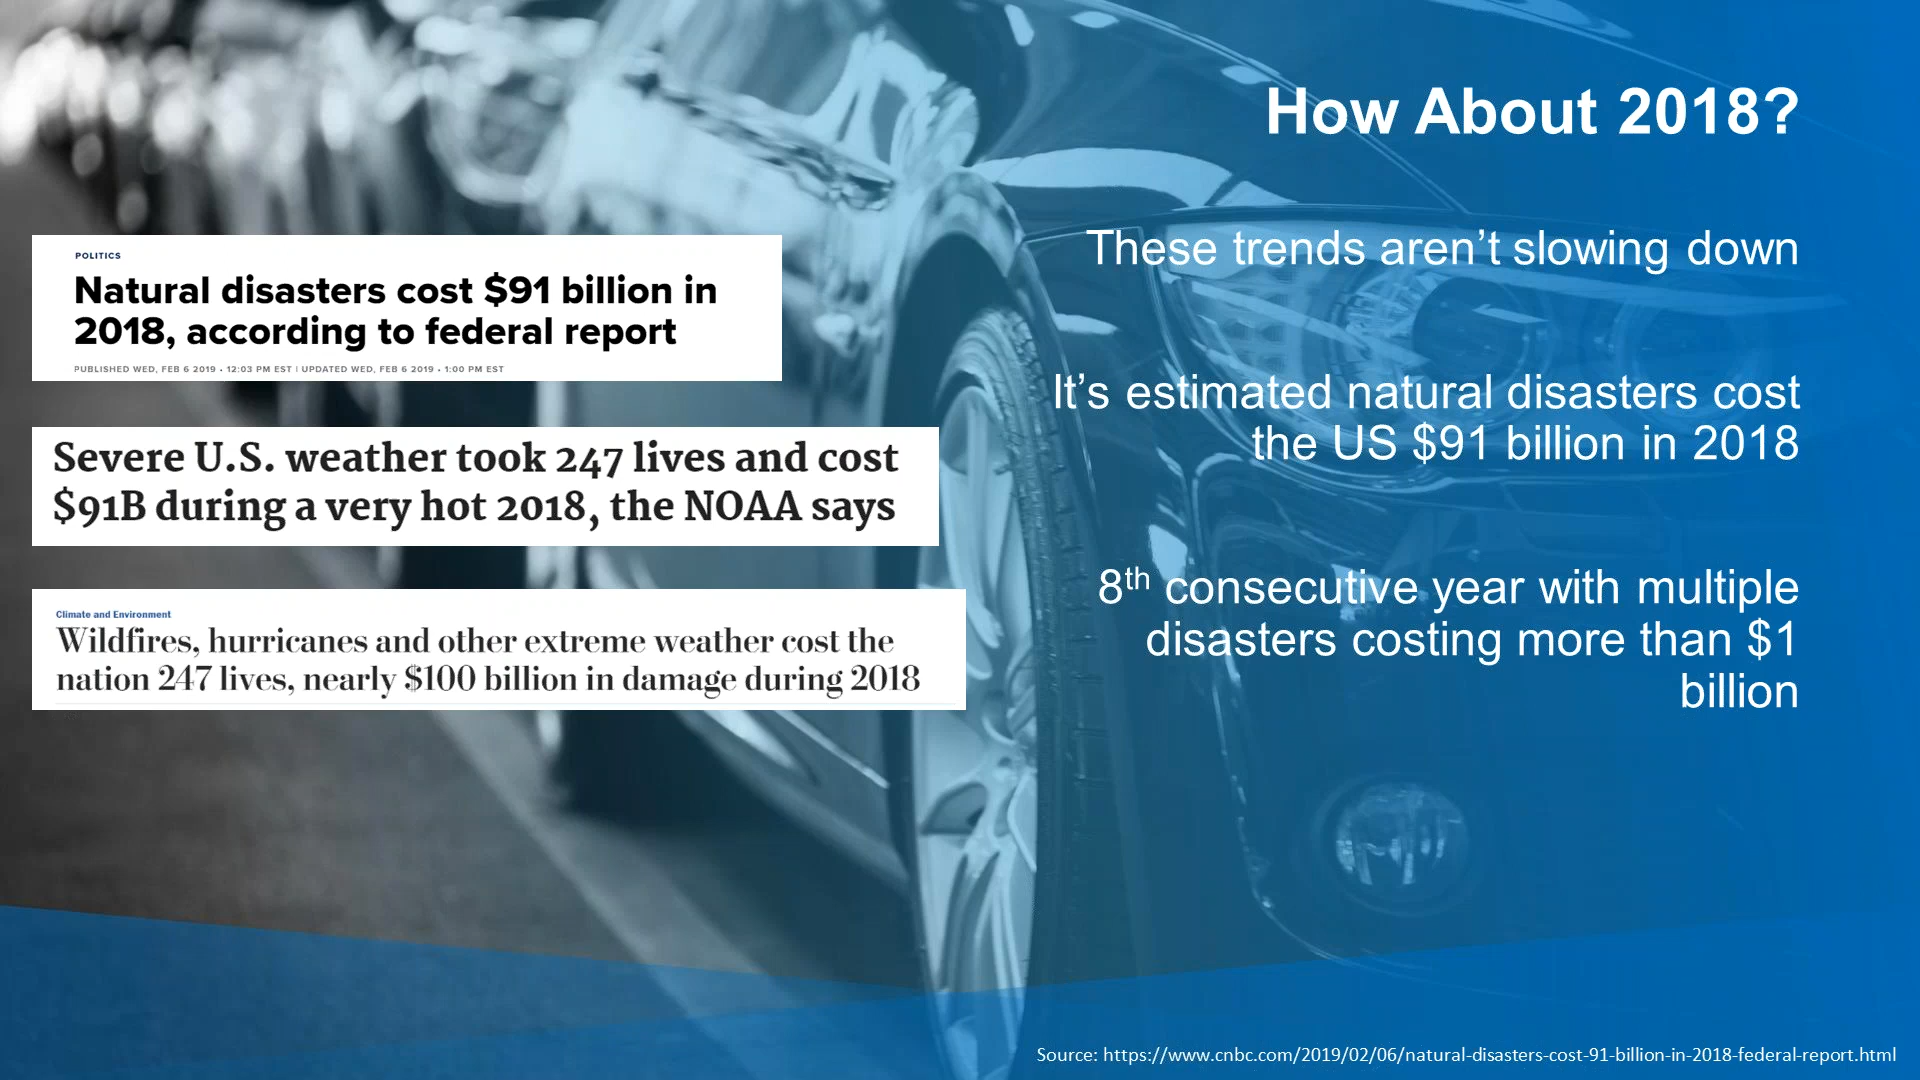 How About 2018?
These trends aren’t slowing down
It’s estimated natural disasters cost
the US $91 billion in 2018
8th consecutive year with multiple
disasters costing more than $1
billion
POLITICS
Natural disasters cost $91 billion in
2018, according to federal report
PUBLISHED WED, FEB 6 2019 • 12:03 PM EST | UPDATED WED, FEB 6 2019 • 1:00 PM EST
Severe U.S. weather took 247 lives and cost
$91B during a very hot 2018, the NOAA says
Climate and Environment
Wildfires, hurricanes and other extreme weather cost the
nation 247 lives, nearly $100 billion in damage during 2018
Source: https://www.cnbc.com/2019/02/06/natural-disasters-cost-91-billion-in-2018-federal-report.html